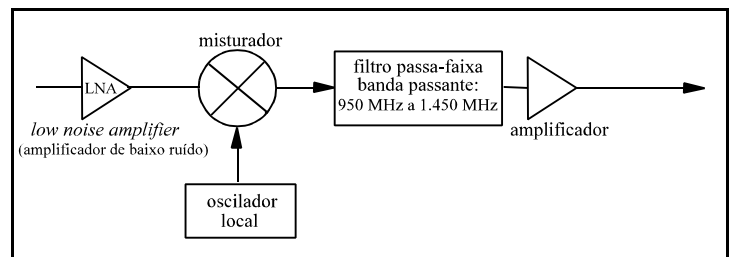 misturador
LNA
low noise amplifier
(amplificador de baixo ruído)
filtro passa-faixa
banda passante:
950 MHz a 1.450 MHz
amplificador
oscilador
local